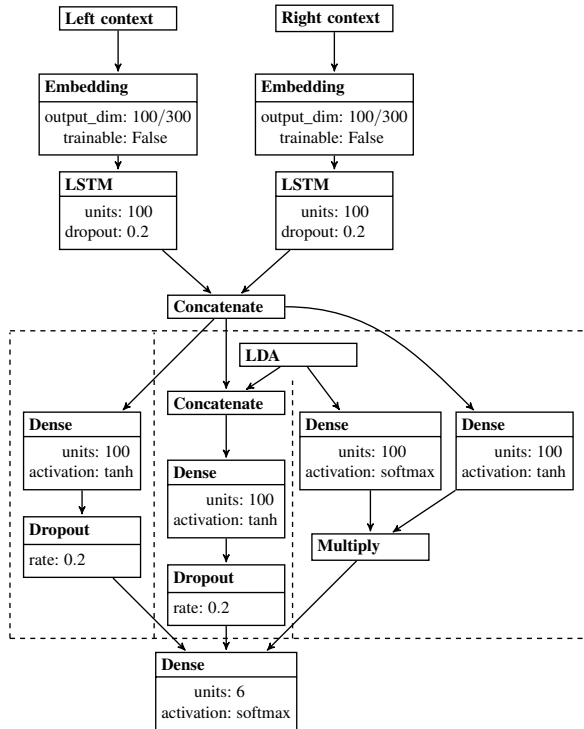 Left context
Right context
Embedding
output_dim: 100/300
trainable: False
Embedding
output_dim: 100/300
trainable: False
LSTM
units: 100
dropout: 0.2
LSTM
units: 100
dropout: 0.2
Concatenate
LDA
Concatenate
Dense
units: 100
activation: tanh
Dropout
rate: 0.2
Dense
units: 100
activation: tanh
Dropout
rate: 0.2
Dense
units: 100
activation: softmax
Dense
units: 100
activation: tanh
Multiply
Dense
units: 6
activation: softmax